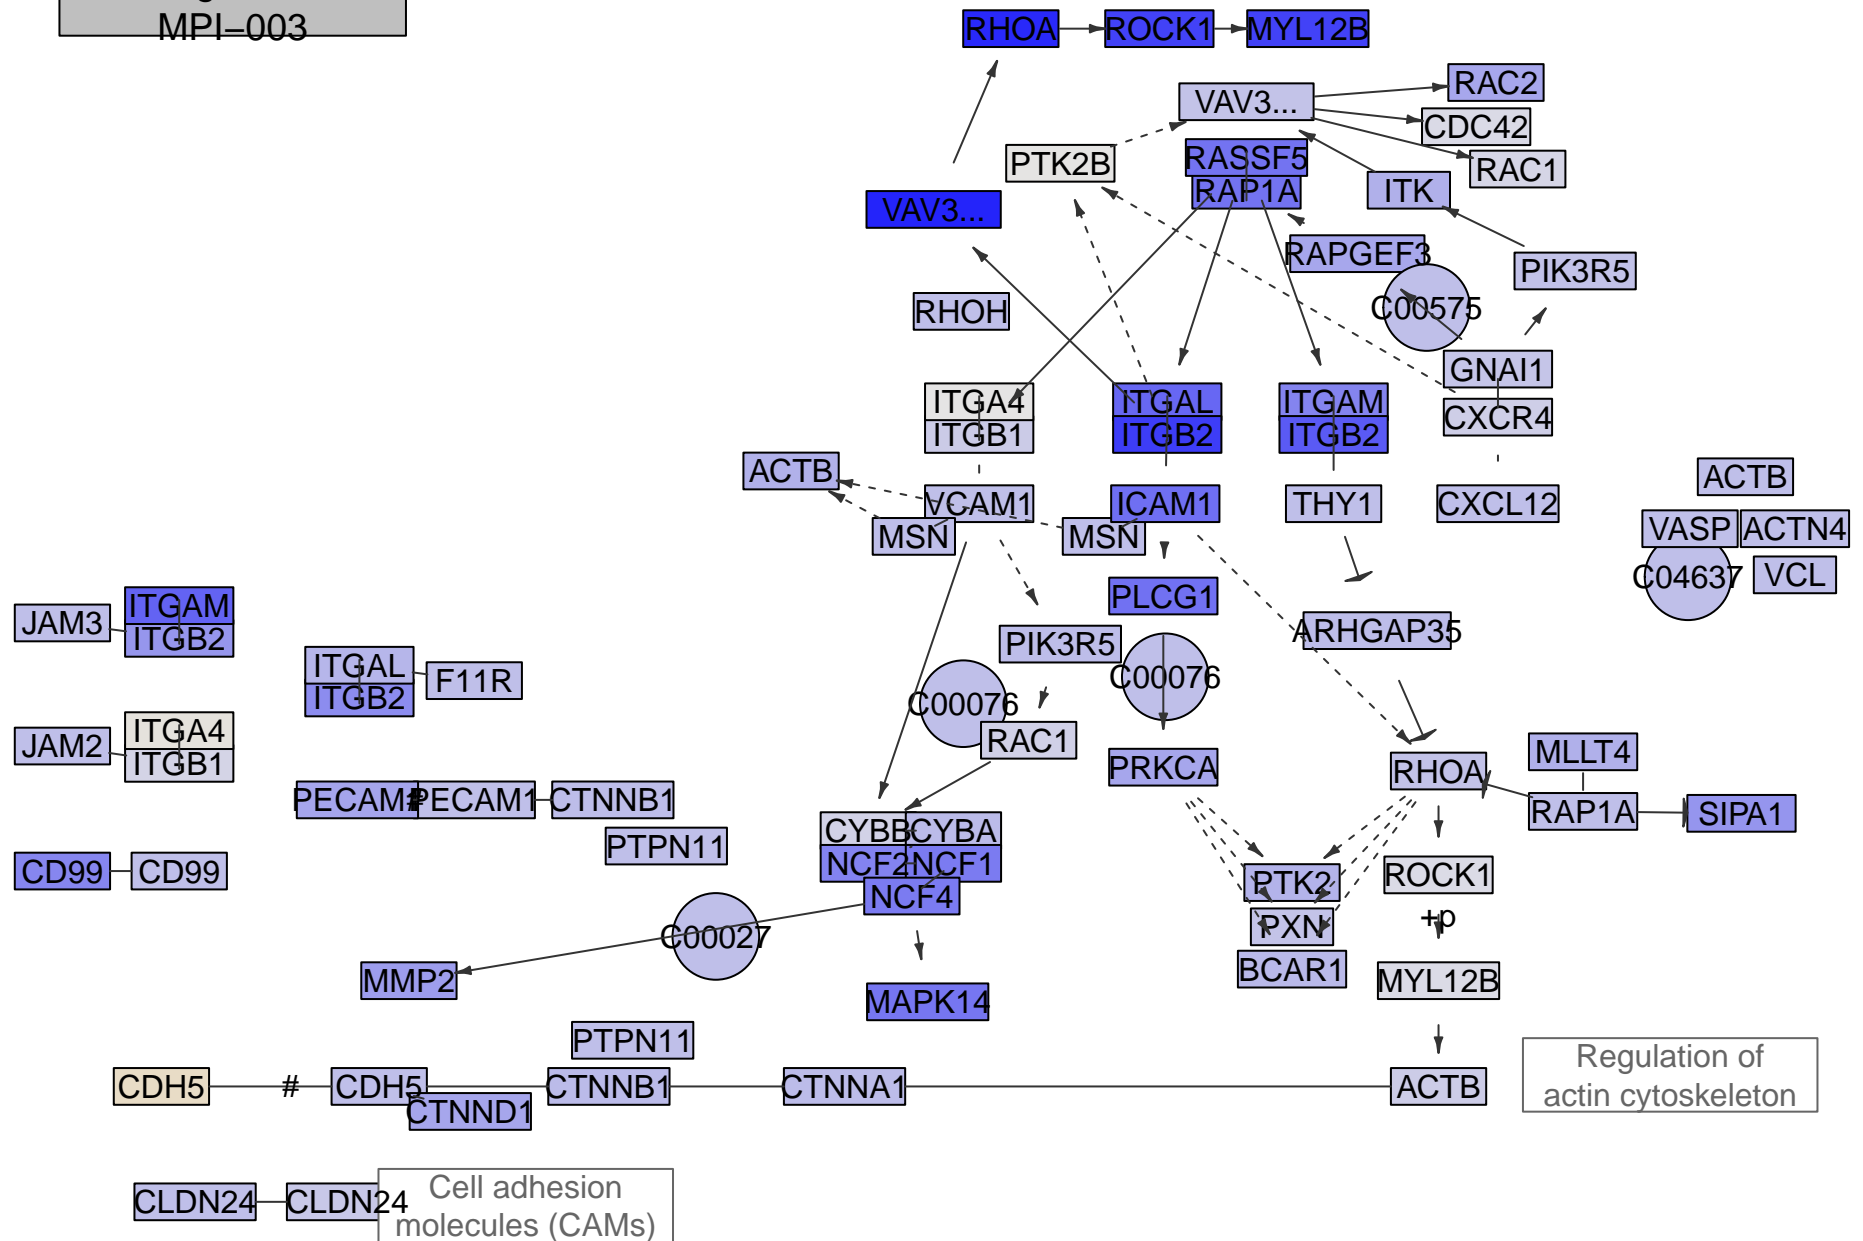 MPI−003
RHOA
ROCK1
MYL12B
RAC2
VAV3...
CDC42
PTK2B
RASSF5
RAC1
RAP1A
ITK
VAV3...
RAPGEF3
PIK3R5
RHOH
C00575
GNAI1
ITGA4
ITGAL
ITGAM
CXCR4
ITGB1
ITGB2
ITGB2
ACTB
ACTB
VCAM1
ICAM1
THY1
CXCL12
MSN
MSN
VASP
ACTN4
C04637
VCL
PLCG1
ITGAM
JAM3
ITGB2
ARHGAP35
PIK3R5
ITGAL
F11R
C00076
ITGB2
C00076
ITGA4
JAM2
RAC1
ITGB1
PRKCA
RHOA
MLLT4
PECAM1
#
PECAM1
CTNNB1
RAP1A
SIPA1
CYBB
CYBA
PTPN11
NCF2
NCF1
CD99
CD99
ROCK1
PTK2
NCF4
+p
PXN
C00027
BCAR1
MMP2
MYL12B
MAPK14
PTPN11
Regulation of
actin cytoskeleton
CDH5
#
CDH5
CTNNB1
CTNNA1
ACTB
CTNND1
CLDN24
CLDN24
Cell adhesion
molecules (CAMs)